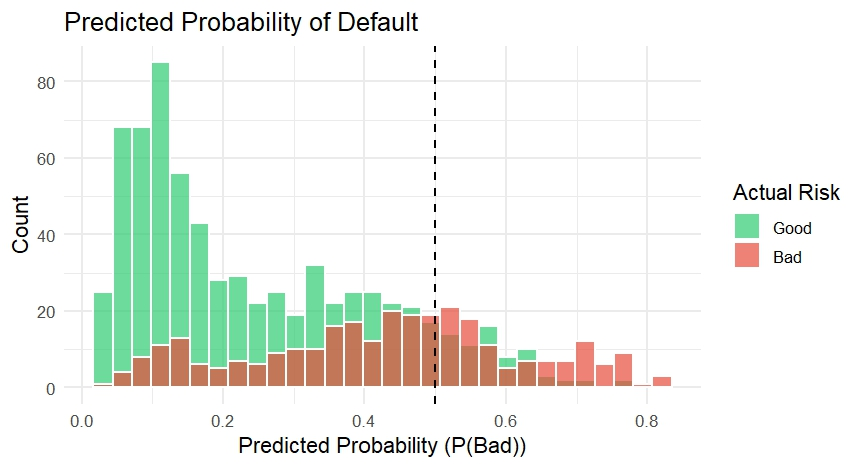 Predicted Probability of Default
80
60
40
20
0
Count
0.0 0.2 0.4 0.6 0.8
Predicted Probability (P(Bad))
Actual Risk
Good
Bad